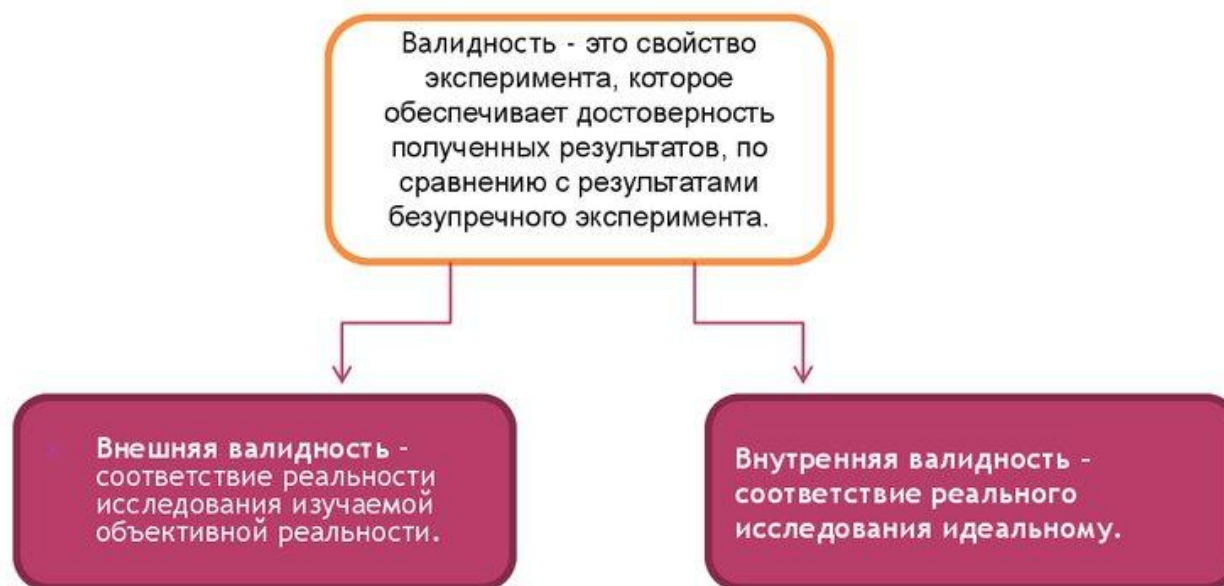 Валидность - это свойство
эксперимента, которое
обеспечивает достоверность
полученных результатов, по
сравнению с результатами
безупречного эксперимента.
Внешняя валидность -
соответствие реальности
исследования изучаемой
объективной реальности.
Внутренняя валидность -
соответствие реального
исследования идеальному.